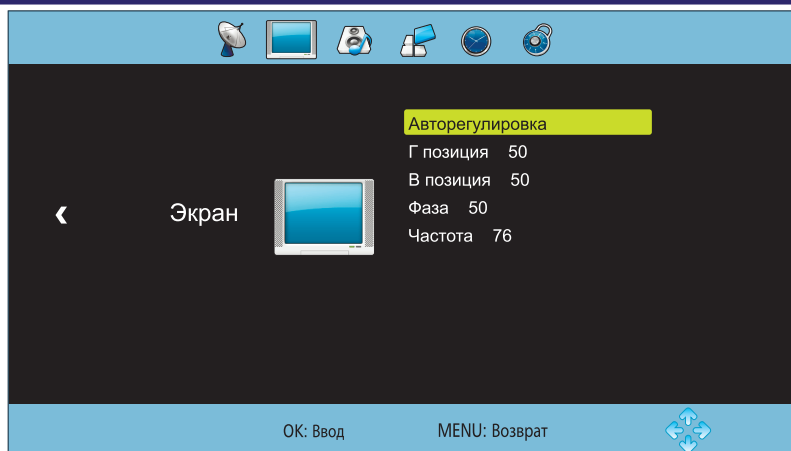 Авторегулировка
Г позиция 50
В позиция 50
Экран
Фаза 50
Частота 76
OK: Ввод MENU: Возврат